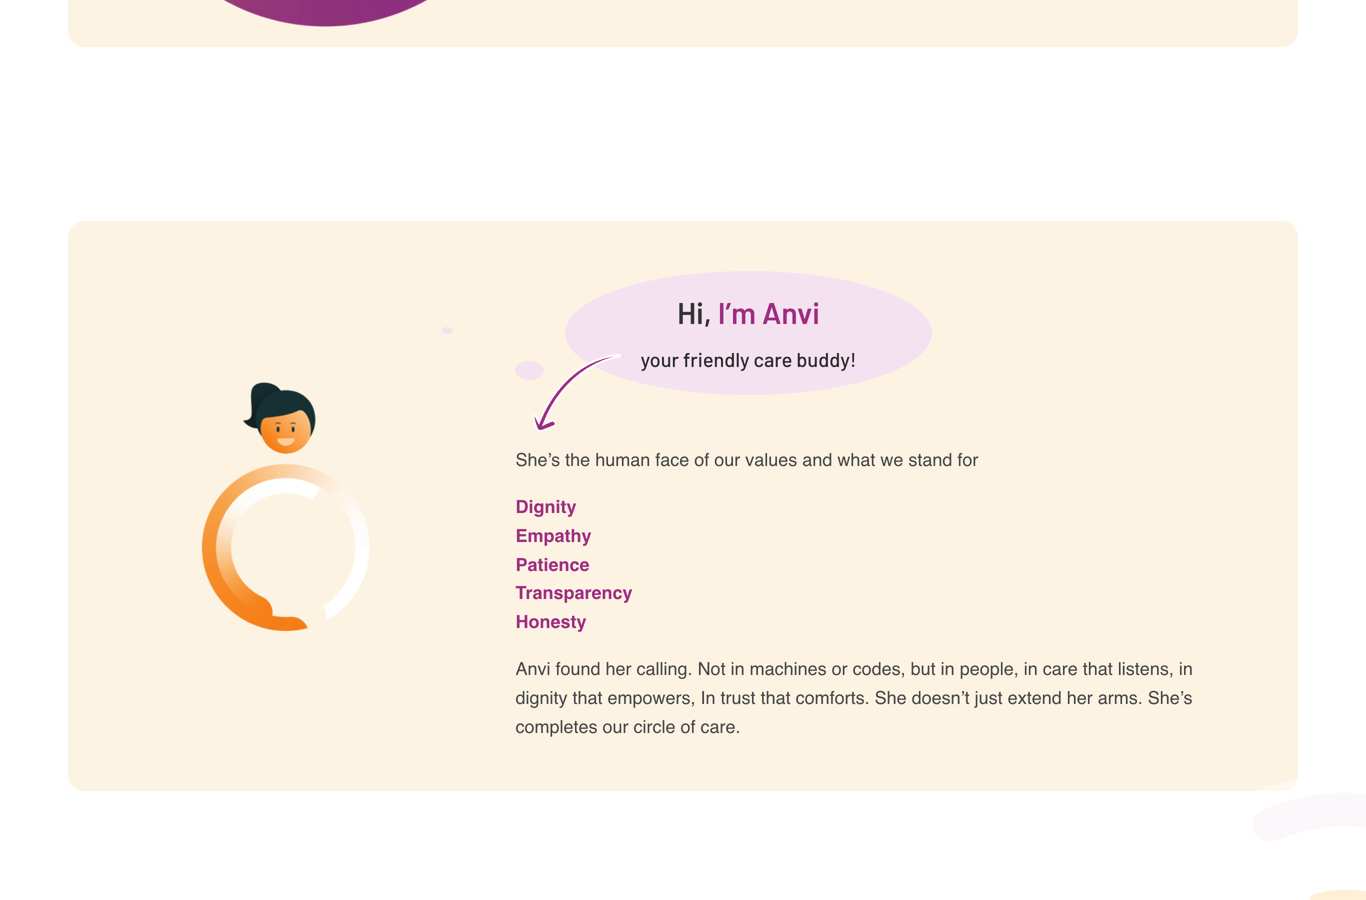 Hi, I’m Anvi
your friendly care buddy!
She’s the human face of our values and what we stand for
Dignity
Empathy
Patience
Transparency
Honesty
Anvi found her calling. Not in machines or codes, but in people, in care that listens, in
dignity that empowers, In trust that comforts. She doesn’t just extend her arms. She’s
completes our circle of care.